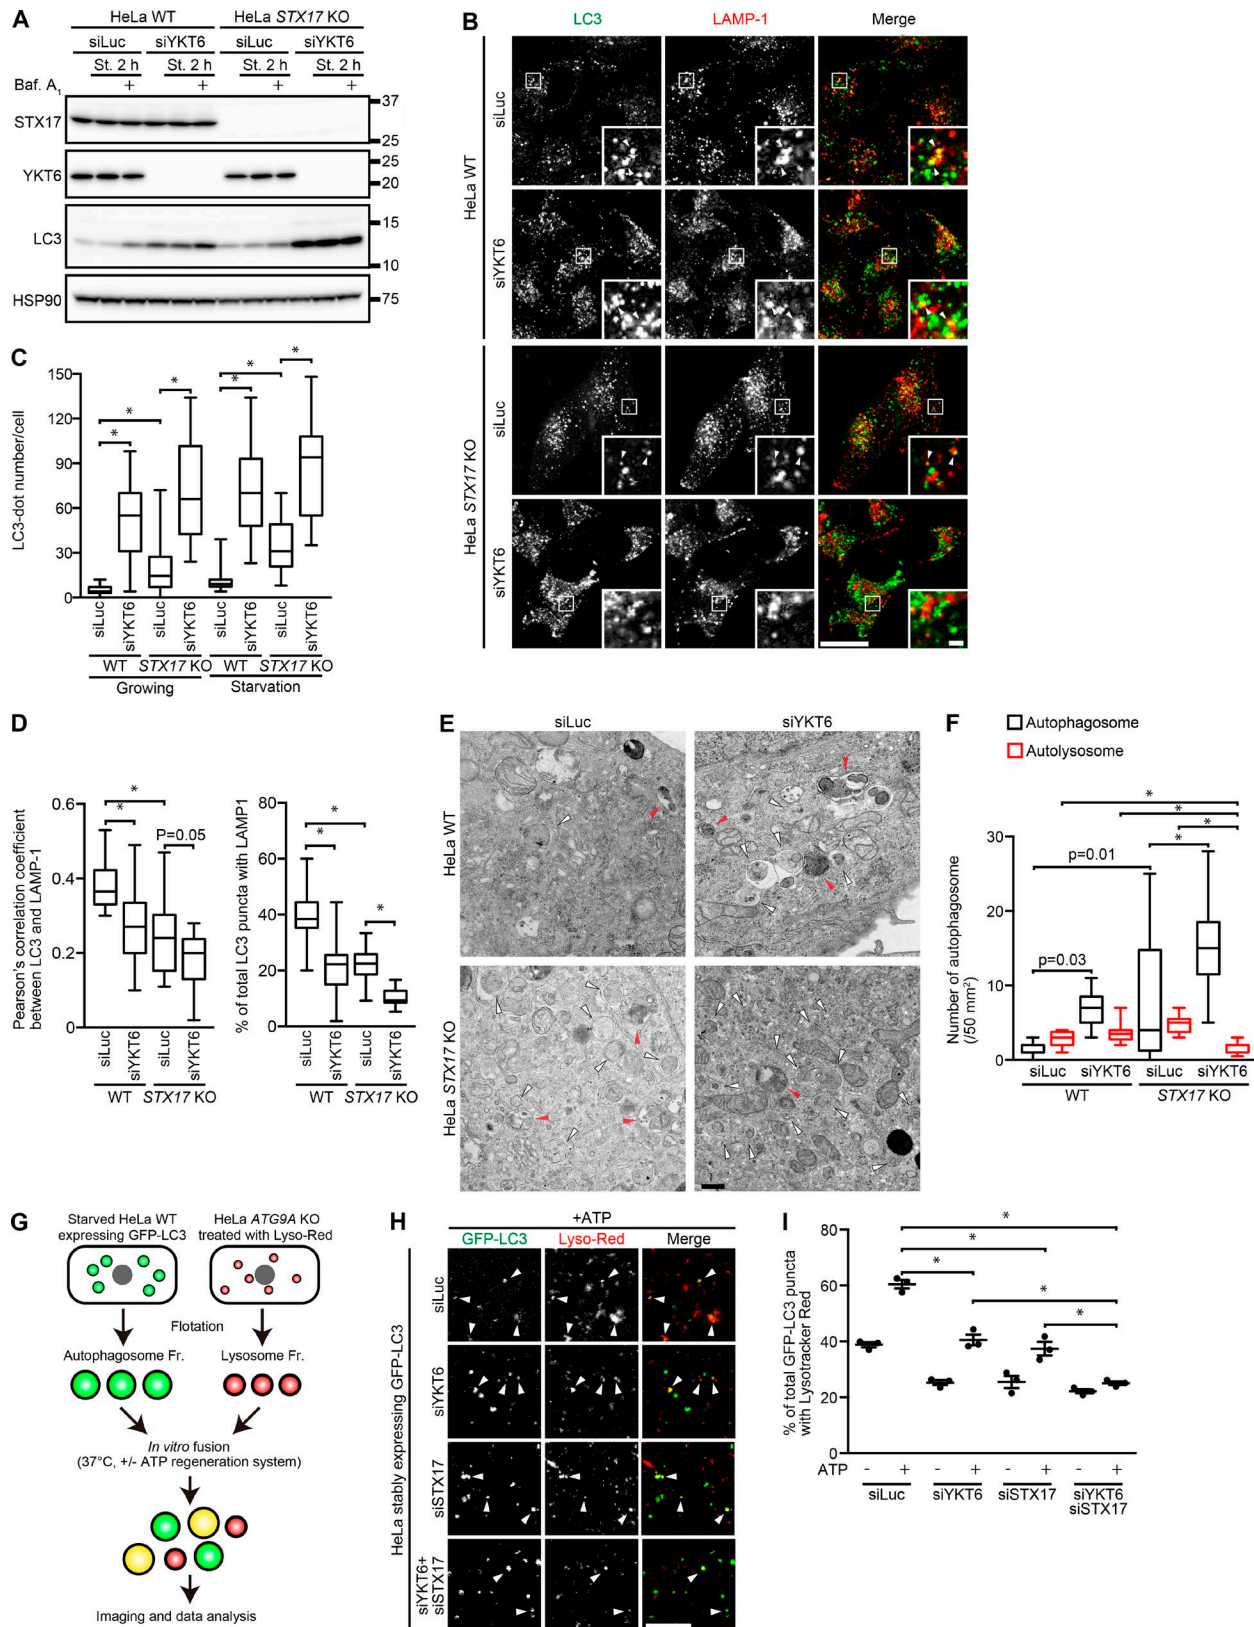 A
HeLa WT
HeLa STX17 KO
siLuc
siYKT6
siLuc
siYKT6
St. 2 h
St. 2 h
St. 2 h
St. 2 h
Baf. A1
+
+
+
+
STX17
37
25
YKT6
25
20
LC3
15
10
HSP90
75
B
LC3
LAMP-1
Merge
HeLa WT
siLuc
siYKT6
HeLa STX17 KO
siLuc
siYKT6
C
LC3-dot number/cell
150
120
90
60
30
0
*
*
*
*
*
*
siLuc
siYKT6
siLuc
siYKT6
siLuc
siYKT6
siLuc
siYKT6
WT
STX17 KO
WT
STX17 KO
Growing
Starvation
D
Pearson's correlation coefficient
between LC3 and LAMP-1
0.6
0.4
0.2
0
*
*
P=0.05
siLuc
siYKT6
siLuc
siYKT6
WT
STX17 KO
% of total LC3 puncta with LAMP1
80
60
40
20
0
*
*
*
siLuc
siYKT6
siLuc
siYKT6
WT
STX17 KO
E
siLuc
siYKT6
HeLa WT
HeLa STX17 KO
F
Autophagosome
Autolysosome
Number of autophagosome
(/50 mm²)
30
20
10
0
*
*
*
*
p=0.01
p=0.03
siLuc
siYKT6
siLuc
siYKT6
WT
STX17 KO
G
Starved HeLa WT
expressing GFP-LC3
HeLa ATG9A KO
treated with Lyso-Red
Flotation
Autophagosome Fr.
Lysosome Fr.
In vitro fusion
(37°C, +/- ATP regeneration system)
Imaging and data analysis
H
+ATP
GFP-LC3
Lyso-Red
Merge
HeLa stably expressing GFP-LC3
siLuc
siYKT6
siSTX17
siYKT6+
siSTX17
I
% of total GFP-LC3 puncta
with Lysotracker Red
80
60
40
20
0
*
*
*
*
*
ATP
-
+
-
+
-
+
-
+
siLuc
siYKT6
siSTX17
siYKT6
siSTX17